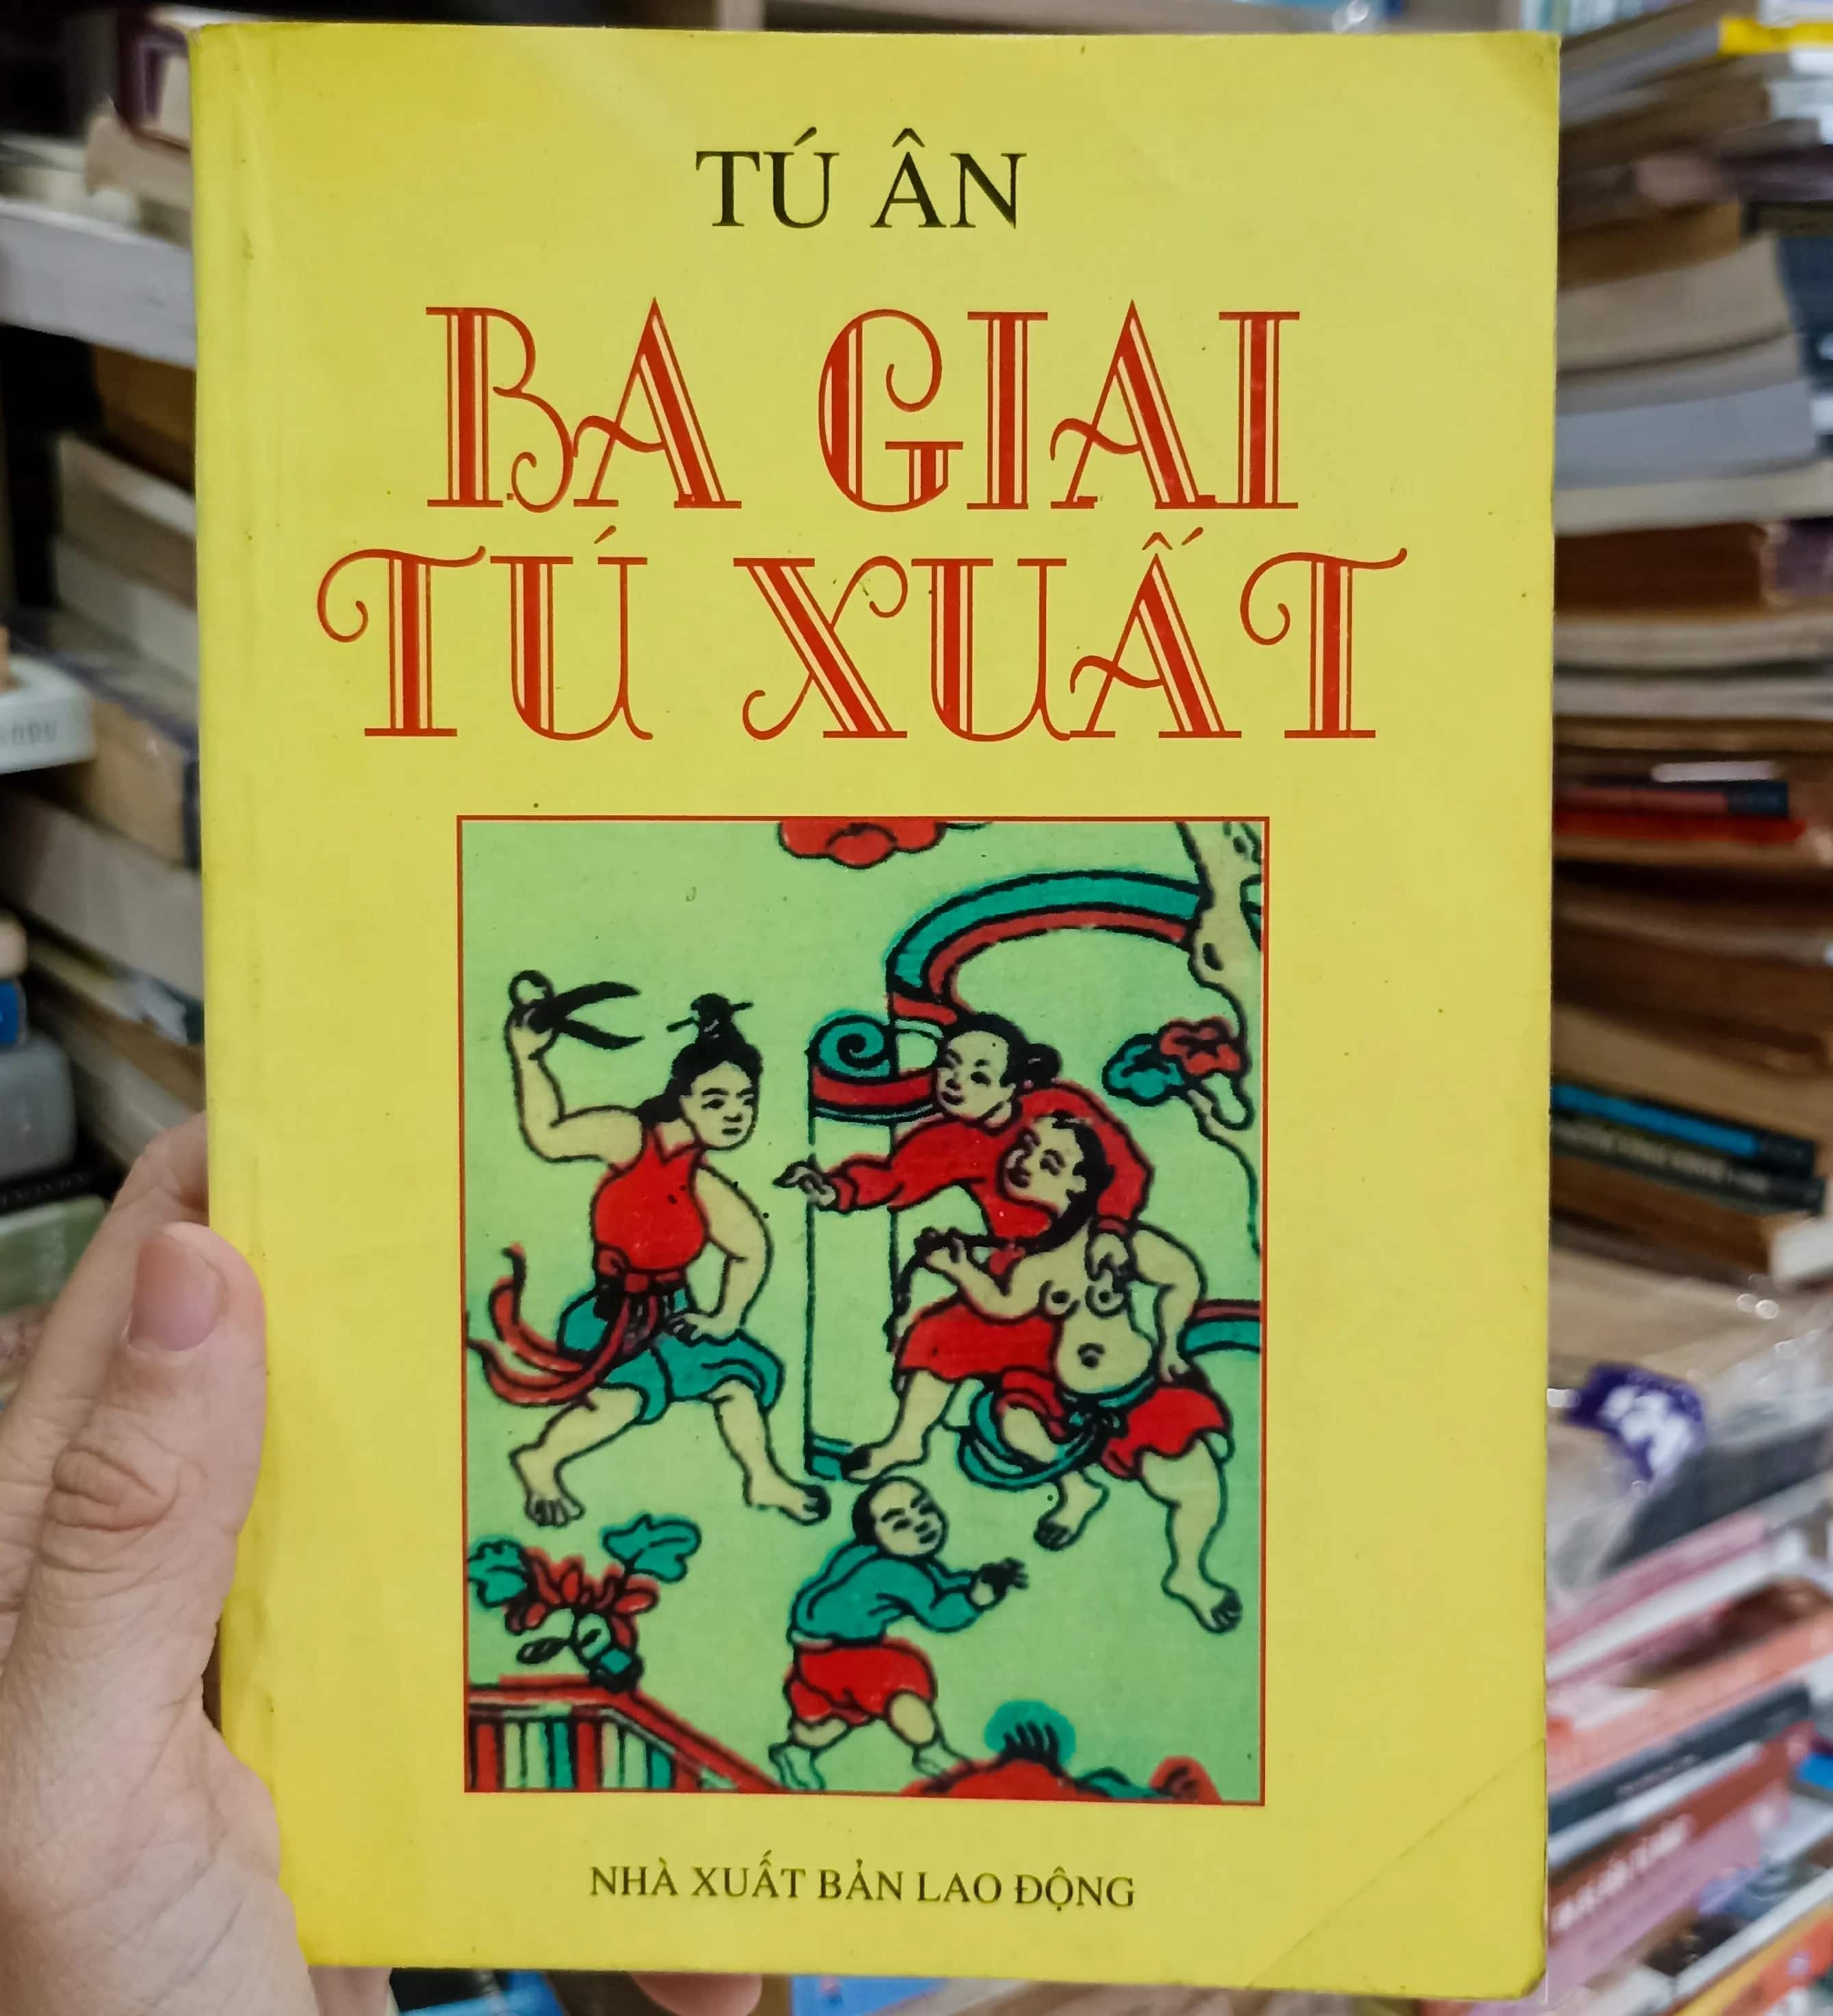 TÚ ÂN
BA GIAI
TÚ XUẤT
NHÀ XUẤT BẢN LAO ĐỘNG